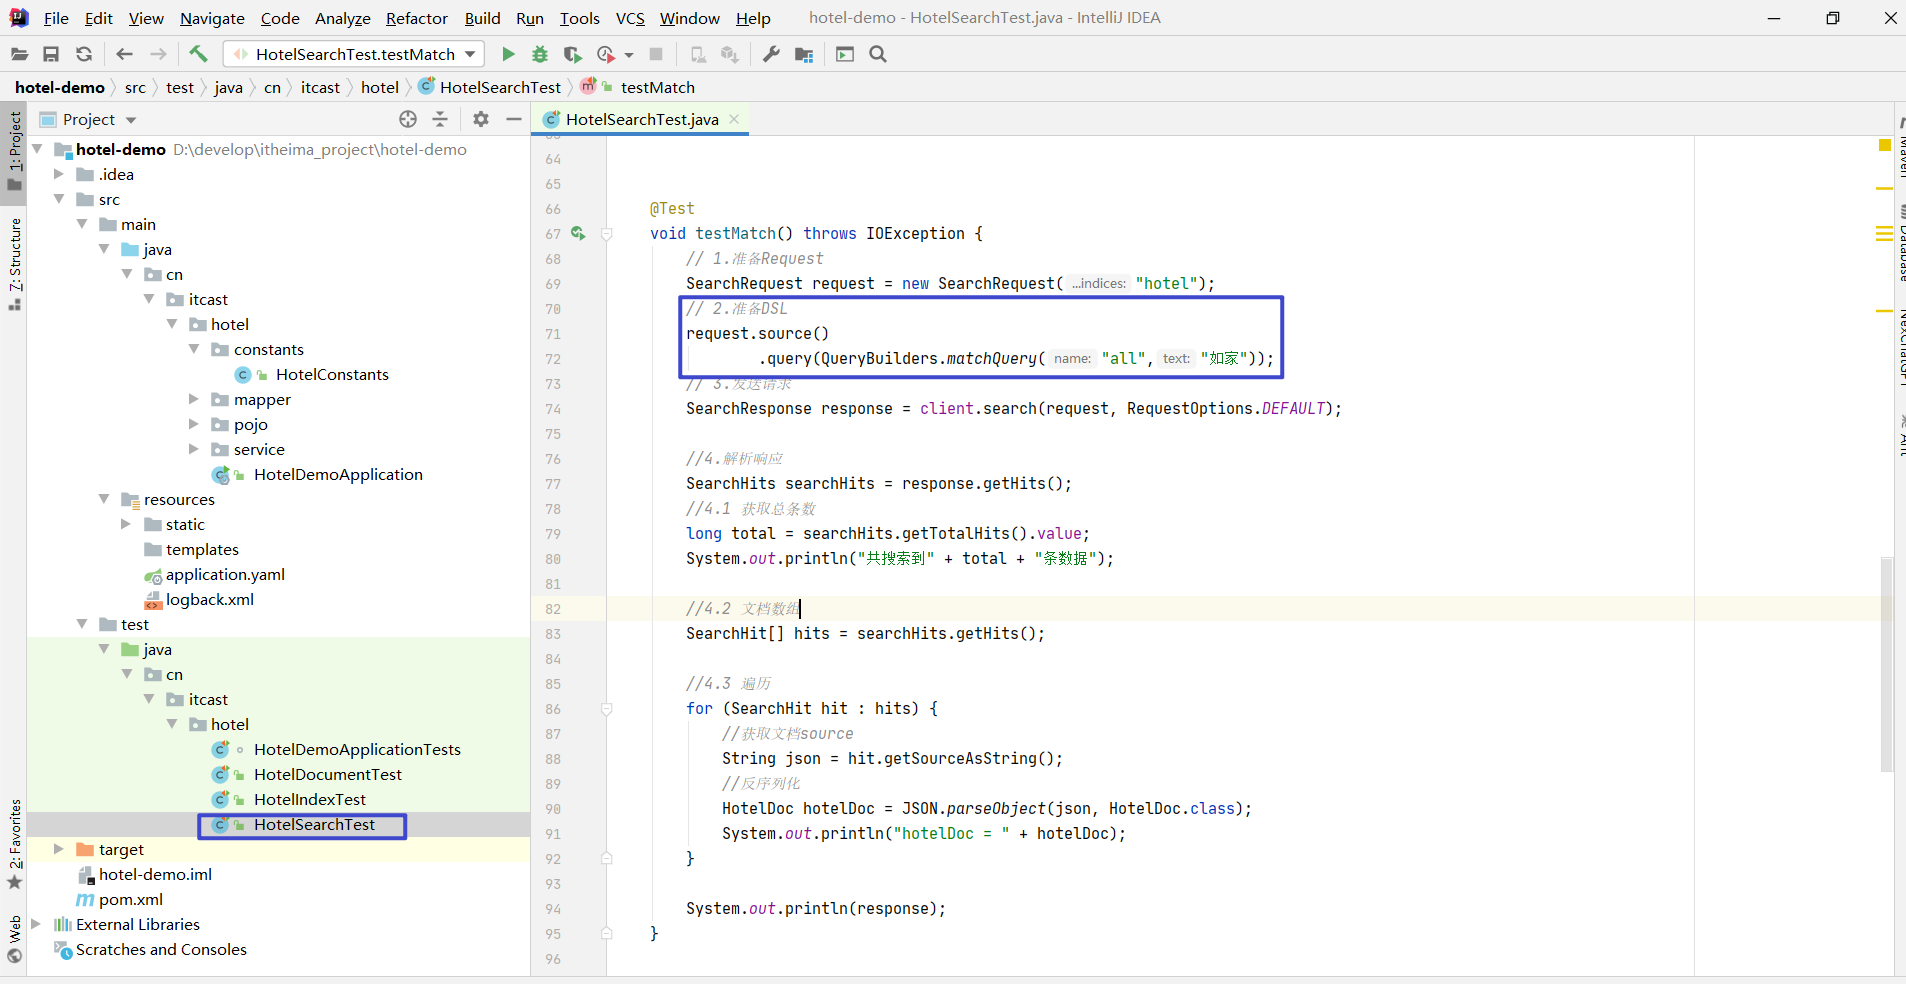 File Edit View Navigate Code Analyze Refactor Build Run Tools VCS Window Help hotel-demo - HotelSearchTest.java - IntelliJ IDEA
HotelSearchTest.testMatch
hotel-demo src test java cn itcast hotel HotelSearchTest testMatch
Project
HotelSearchTest.java
1: Project
7: Structure
2: Favorites
Web
hotel-demo D:\develop\itheima_project\hotel-demo
.idea
src
main
java
cn
itcast
hotel
constants
HotelConstants
mapper
pojo
service
HotelDemoApplication
resources
static
templates
application.yaml
logback.xml
test
java
cn
itcast
hotel
HotelDemoApplicationTests
HotelDocumentTest
HotelIndexTest
HotelSearchTest
target
hotel-demo.iml
pom.xml
External Libraries
Scratches and Consoles
64
65
66 @Test
67 void testMatch() throws IOException {
68 // 1.准备Request
69 SearchRequest request = new SearchRequest( ...indices: "hotel");
70 // 2.准备DSL
71 request.source()
72 .query(QueryBuilders.matchQuery( name: "all", text: "如家"));
73 // 3.发送请求
74 SearchResponse response = client.search(request, RequestOptions.DEFAULT);
75
76 //4.解析响应
77 SearchHits searchHits = response.getHits();
78 //4.1 获取总条数
79 long total = searchHits.getTotalHits().value;
80 System.out.println("共搜索到" + total + "条数据");
81
82 //4.2 文档数组
83 SearchHit[] hits = searchHits.getHits();
84
85 //4.3 遍历
86 for (SearchHit hit : hits) {
87 //获取文档source
88 String json = hit.getSourceAsString();
89 //反序列化
90 HotelDoc hotelDoc = JSON.parseObject(json, HotelDoc.class);
91 System.out.println("hotelDoc = " + hotelDoc);
92 }
93
94 System.out.println(response);
95 }
96
Database